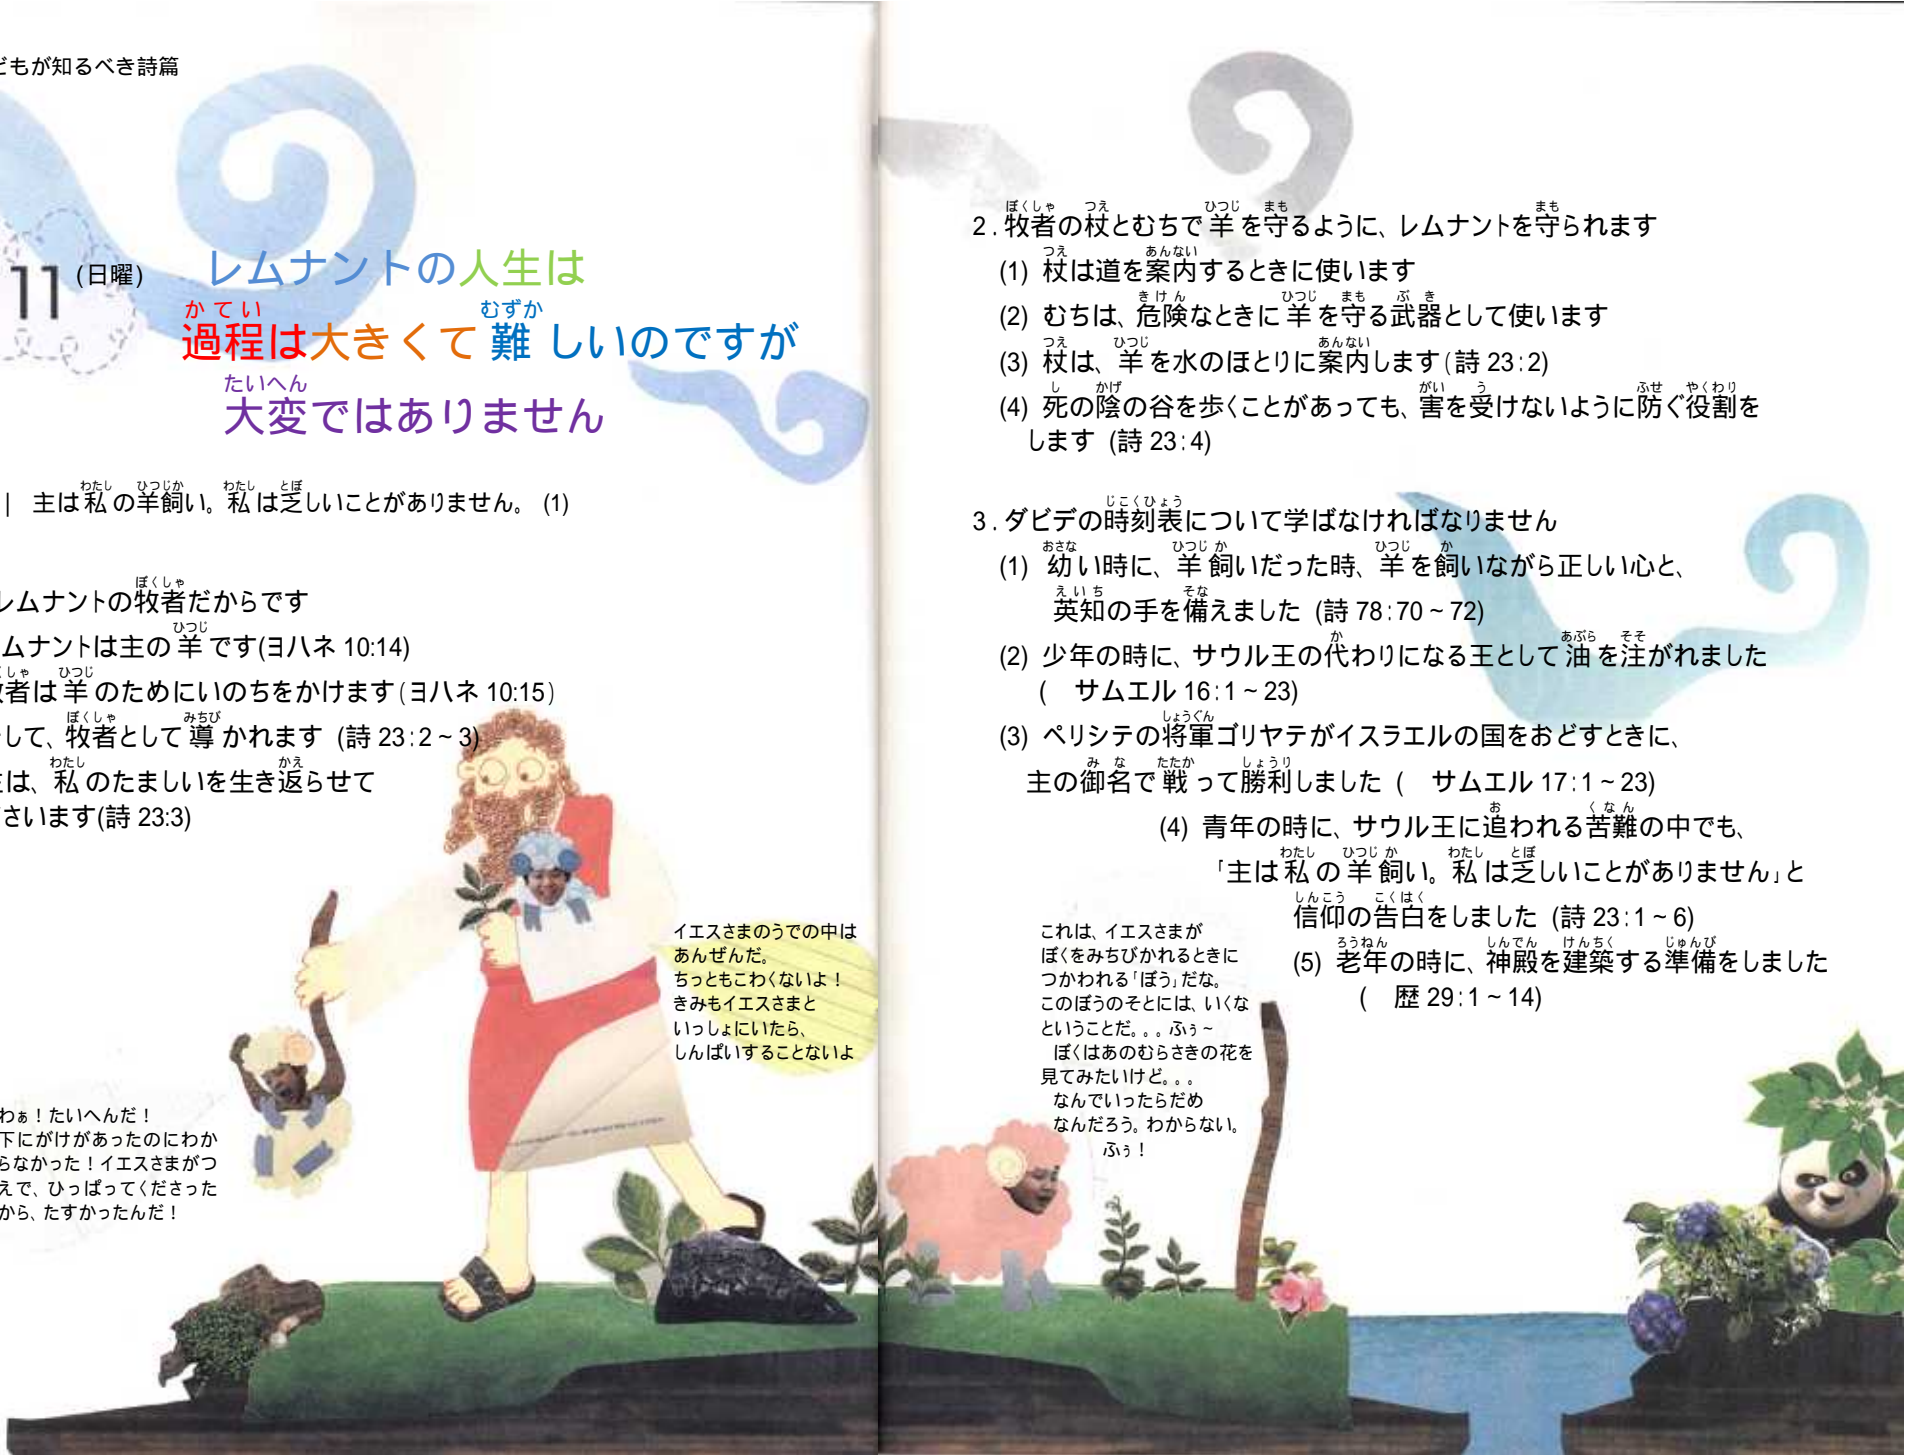 どもが知るべき詩篇
11 (日曜)
レムナントの人生は
過程は大きくて難しいのですが
大変ではありません
| 主は私の羊飼い。私は乏しいことがありません。 (1)
レムナントの牧者だからです
ムナントは主の羊です(ヨハネ 10:14)
者は羊のためにいのちをかけます(ヨハネ 10:15)
して、牧者として導かれます (詩 23:2~3)
は、私のたましいを生き返らせて
さいます(詩 23:3)
イエスさまのうでの中は
あんぜんだ。
ちっともこわくないよ!
きみもイエスさまと
いっしょにいたら、
しんぱいすることないよ
わぁ!たいへんだ!
下にがけがあったのにわか
らなかった!イエスさまがつ
えで、ひっぱってくださった
から、たすかったんだ!
2.牧者の杖とむちで羊を守るように、レムナントを守られます
(1) 杖は道を案内するときに使います
(2) むちは、危険なときに羊を守る武器として使います
(3) 杖は、羊を水のほとりに案内します(詩 23:2)
(4) 死の陰の谷を歩くことがあっても、害を受けないように防ぐ役割を
します (詩 23:4)
3.ダビデの時刻表について学ばなければなりません
(1) 幼い時に、羊飼いだった時、羊を飼いながら正しい心と、
英知の手を備えました (詩 78:70~72)
(2) 少年の時に、サウル王の代わりになる王として油を注がれました
( サムエル 16:1~23)
(3) ペリシテの将軍ゴリヤテがイスラエルの国をおどすときに、
主の御名で戦って勝利しました ( サムエル 17:1~23)
(4) 青年の時に、サウル王に追われる苦難の中でも、
「主は私の羊飼い。私は乏しいことがありません」と
信仰の告白をしました (詩 23:1~6)
(5) 老年の時に、神殿を建築する準備をしました
( 歴 29:1~14)
これは、イエスさまが
ぼくをみちびかれるときに
つかわれる「ぼう」だな。
このぼうのそとには、いくな
ということだ。。。ふぅ~
ぼくはあのむらさきの花を
見てみたいけど。。。
なんでいったらだめ
なんだろう。わからない。
ふぅ!